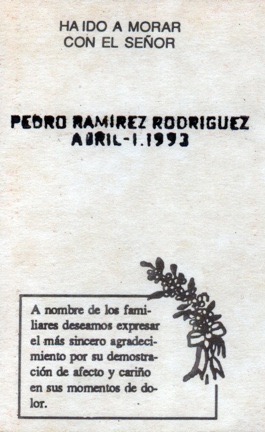 HA IDO A MORAR
CON EL SEÑOR
PEDRO RAMIREZ RODRIGUEZ
ABRIL-1.1993
A nombre de los fami-
liares deseamos expresar
el más sincero agradeci-
miento por su demostra-
ción de afecto y cariño
en sus momentos de do-
lor.